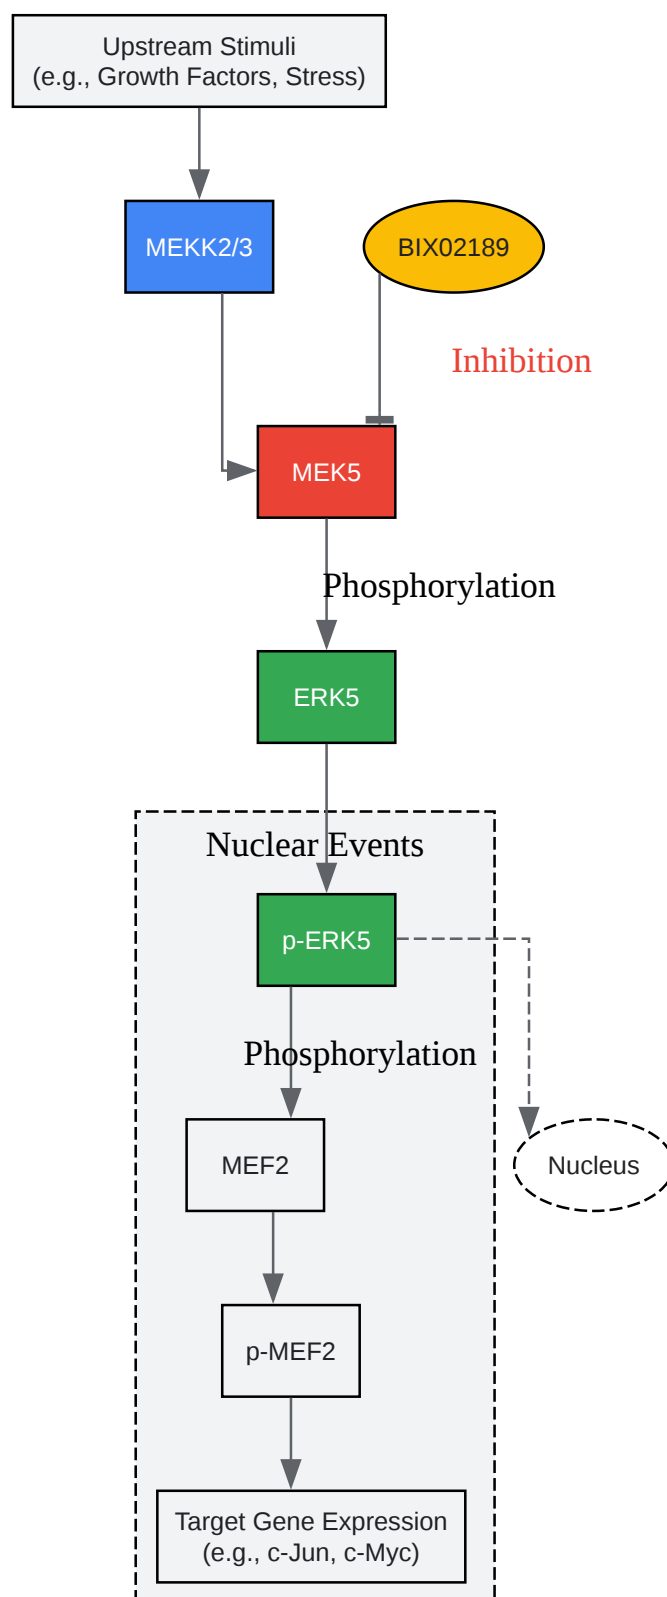 Upstream Stimuli
(e.g., Growth Factors, Stress)
MEKK2/3
BIX02189
Inhibition
MEK5
Phosphorylation
ERK5
Nuclear Events
p-ERK5
Phosphorylation
MEF2
Nucleus
p-MEF2
Target Gene Expression
(e.g., c-Jun, c-Myc)